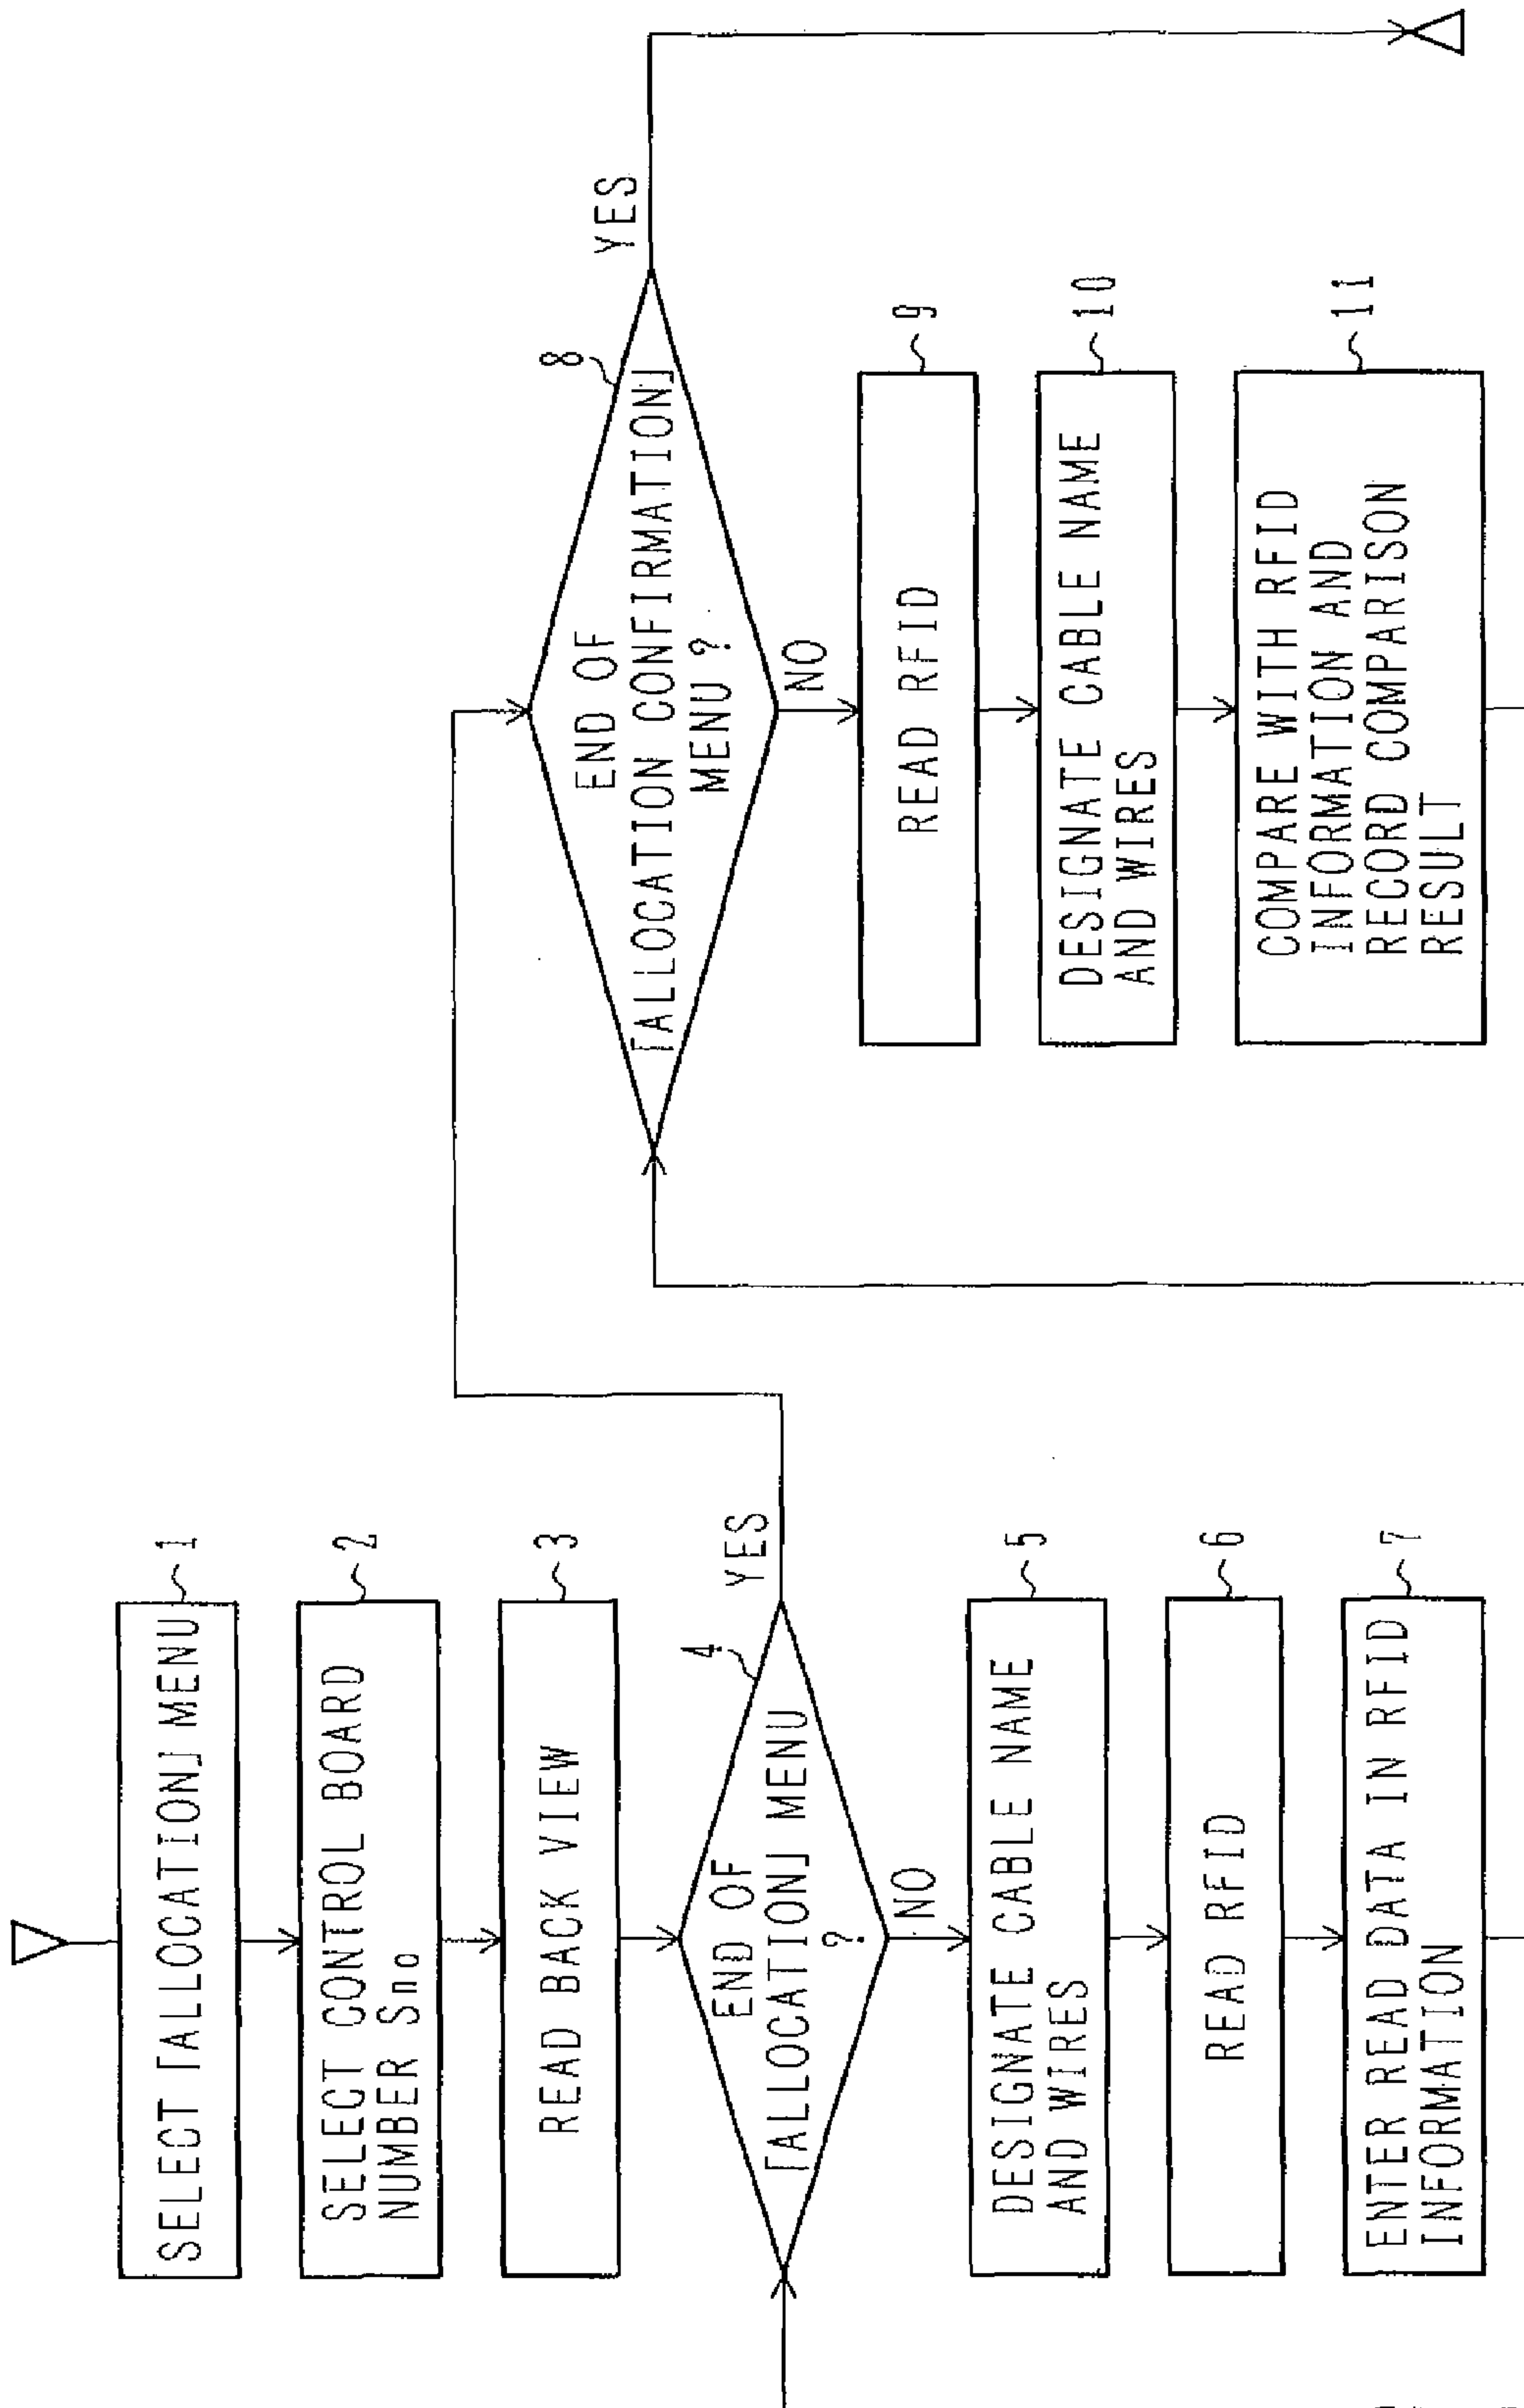 SELECT「ALLOCATION」MENU
1
SELECT CONTROL BOARD
NUMBER Sno
2
READ BACK VIEW
3
END OF
「ALLOCATION」MENU
?
4
YES
NO
DESIGNATE CABLE NAME
AND WIRES
5
READ RFID
6
ENTER READ DATA IN RFID
INFORMATION
7
END OF
「ALLOCATION CONFIRMATION」
MENU ?
8
YES
NO
READ RFID
9
DESIGNATE CABLE NAME
AND WIRES
10
COMPARE WITH RFID
INFORMATION AND
RECORD COMPARISON
RESULT
11